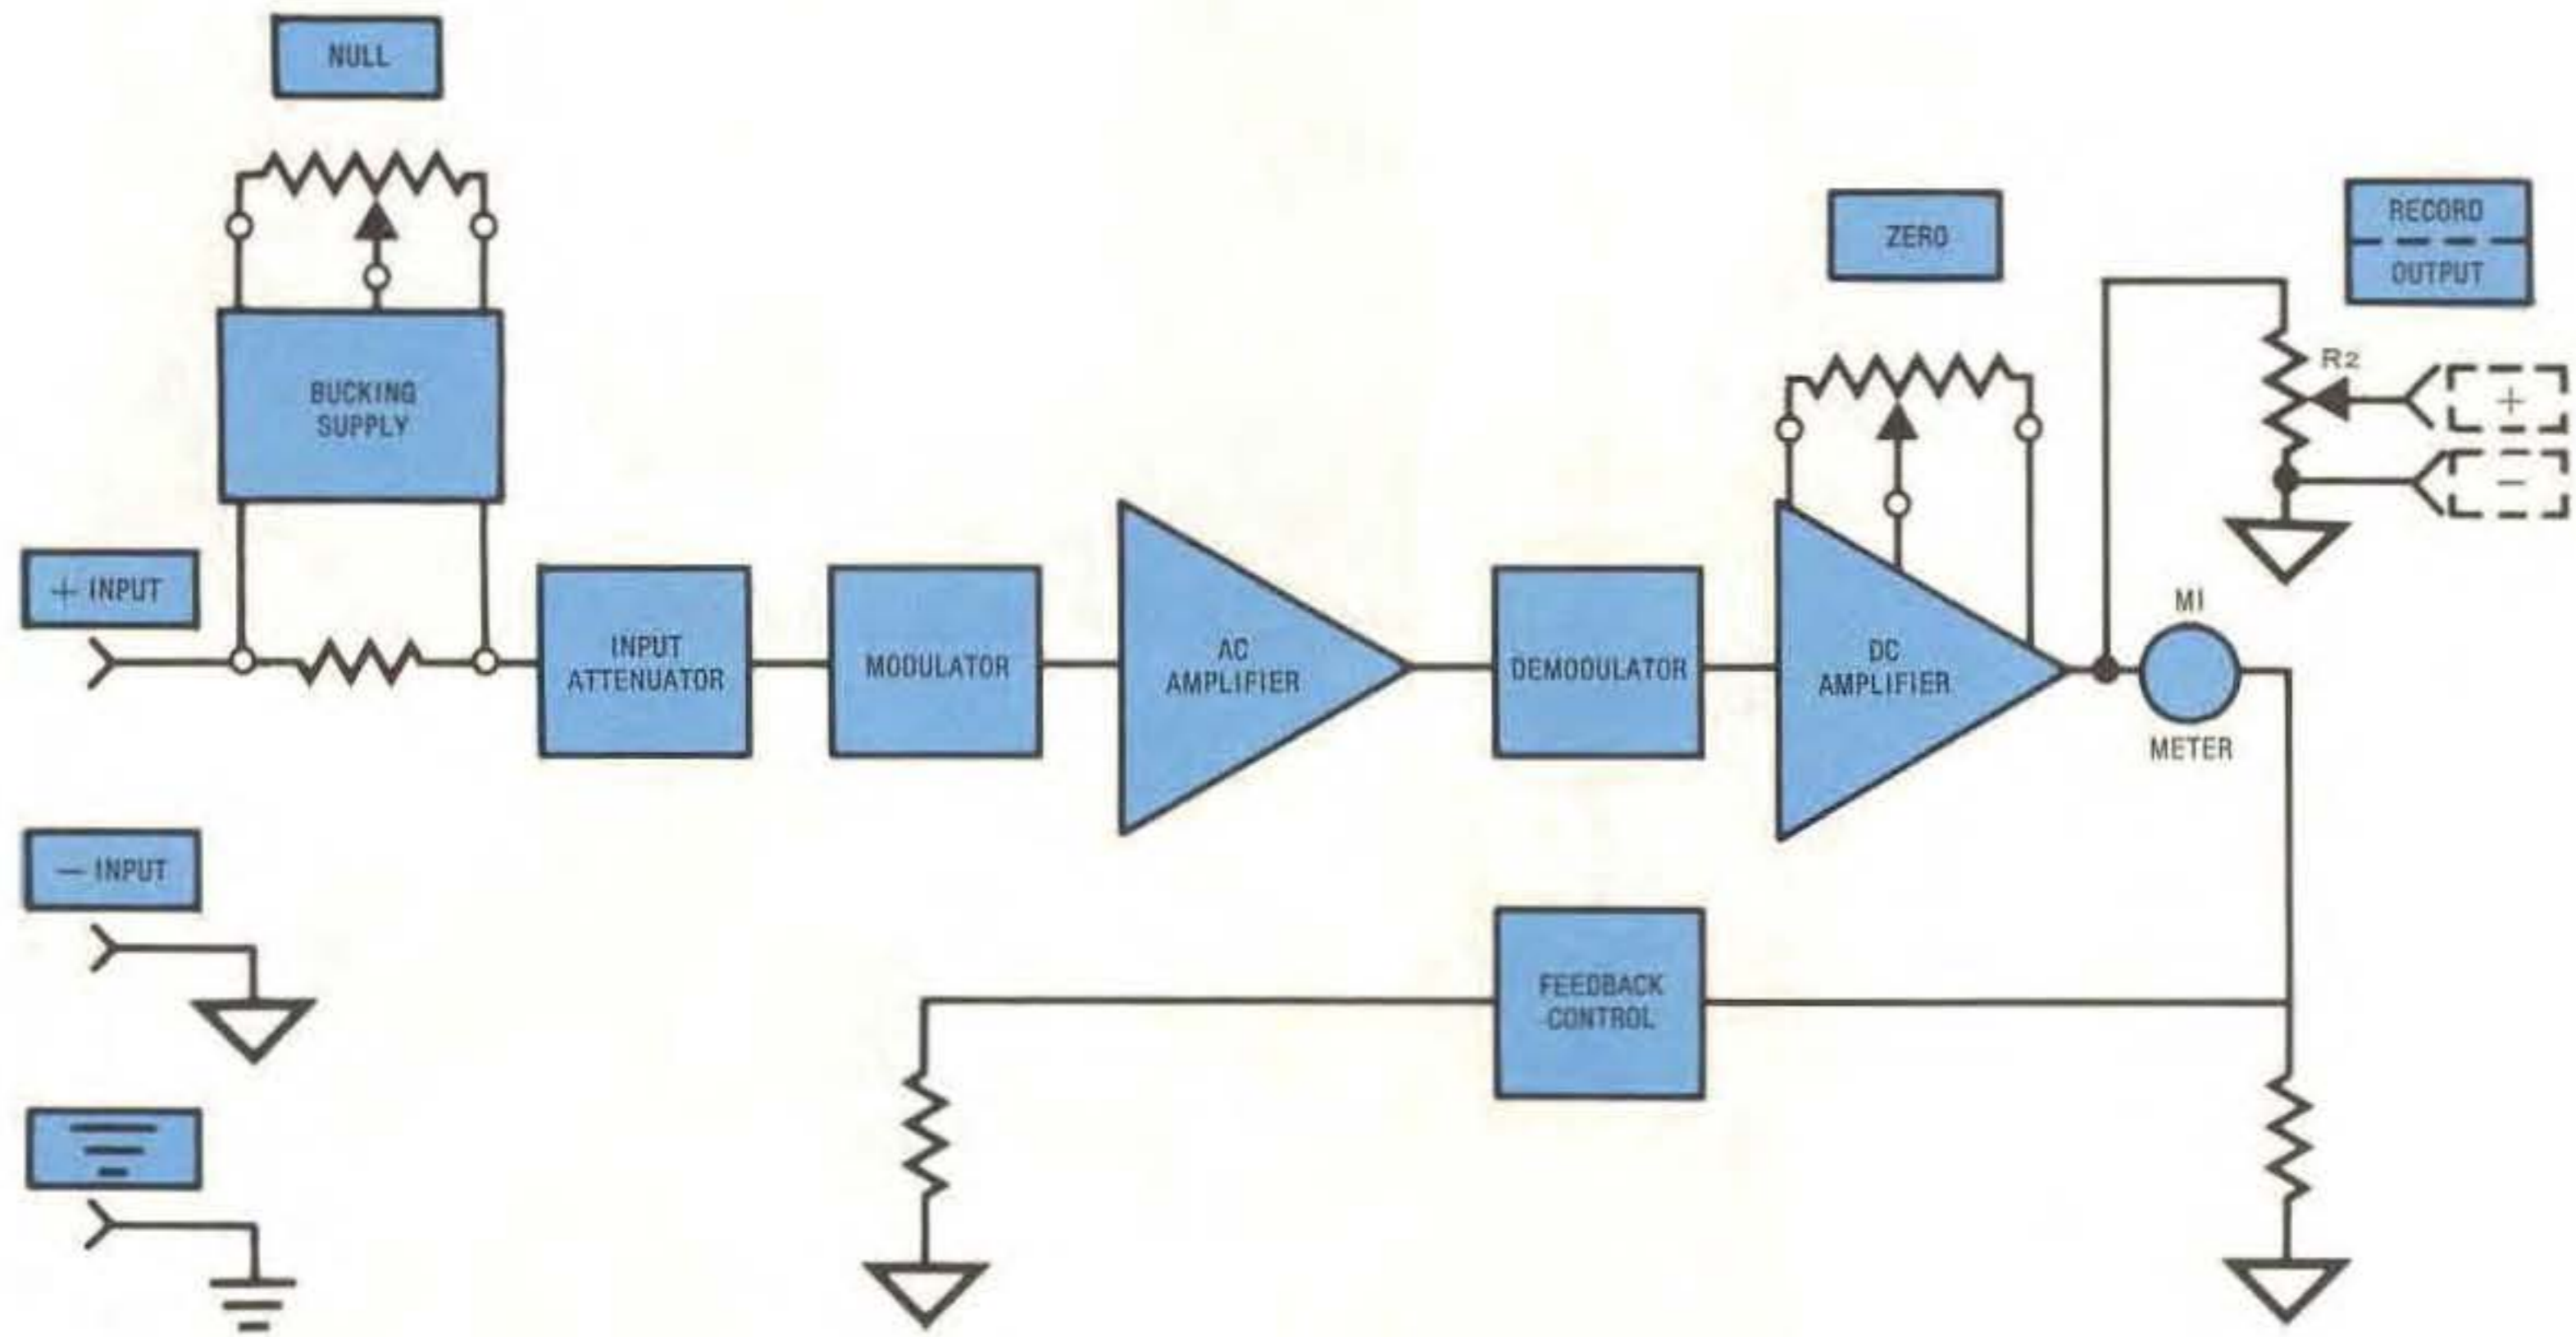 NULL
ZERO
RECORD
OUTPUT
BUCKING
SUPPLY
R2
+
−
+ INPUT
INPUT
ATTENUATOR
MODULATOR
AC
AMPLIFIER
DEMODULATOR
DC
AMPLIFIER
M1
METER
− INPUT
FEEDBACK
CONTROL